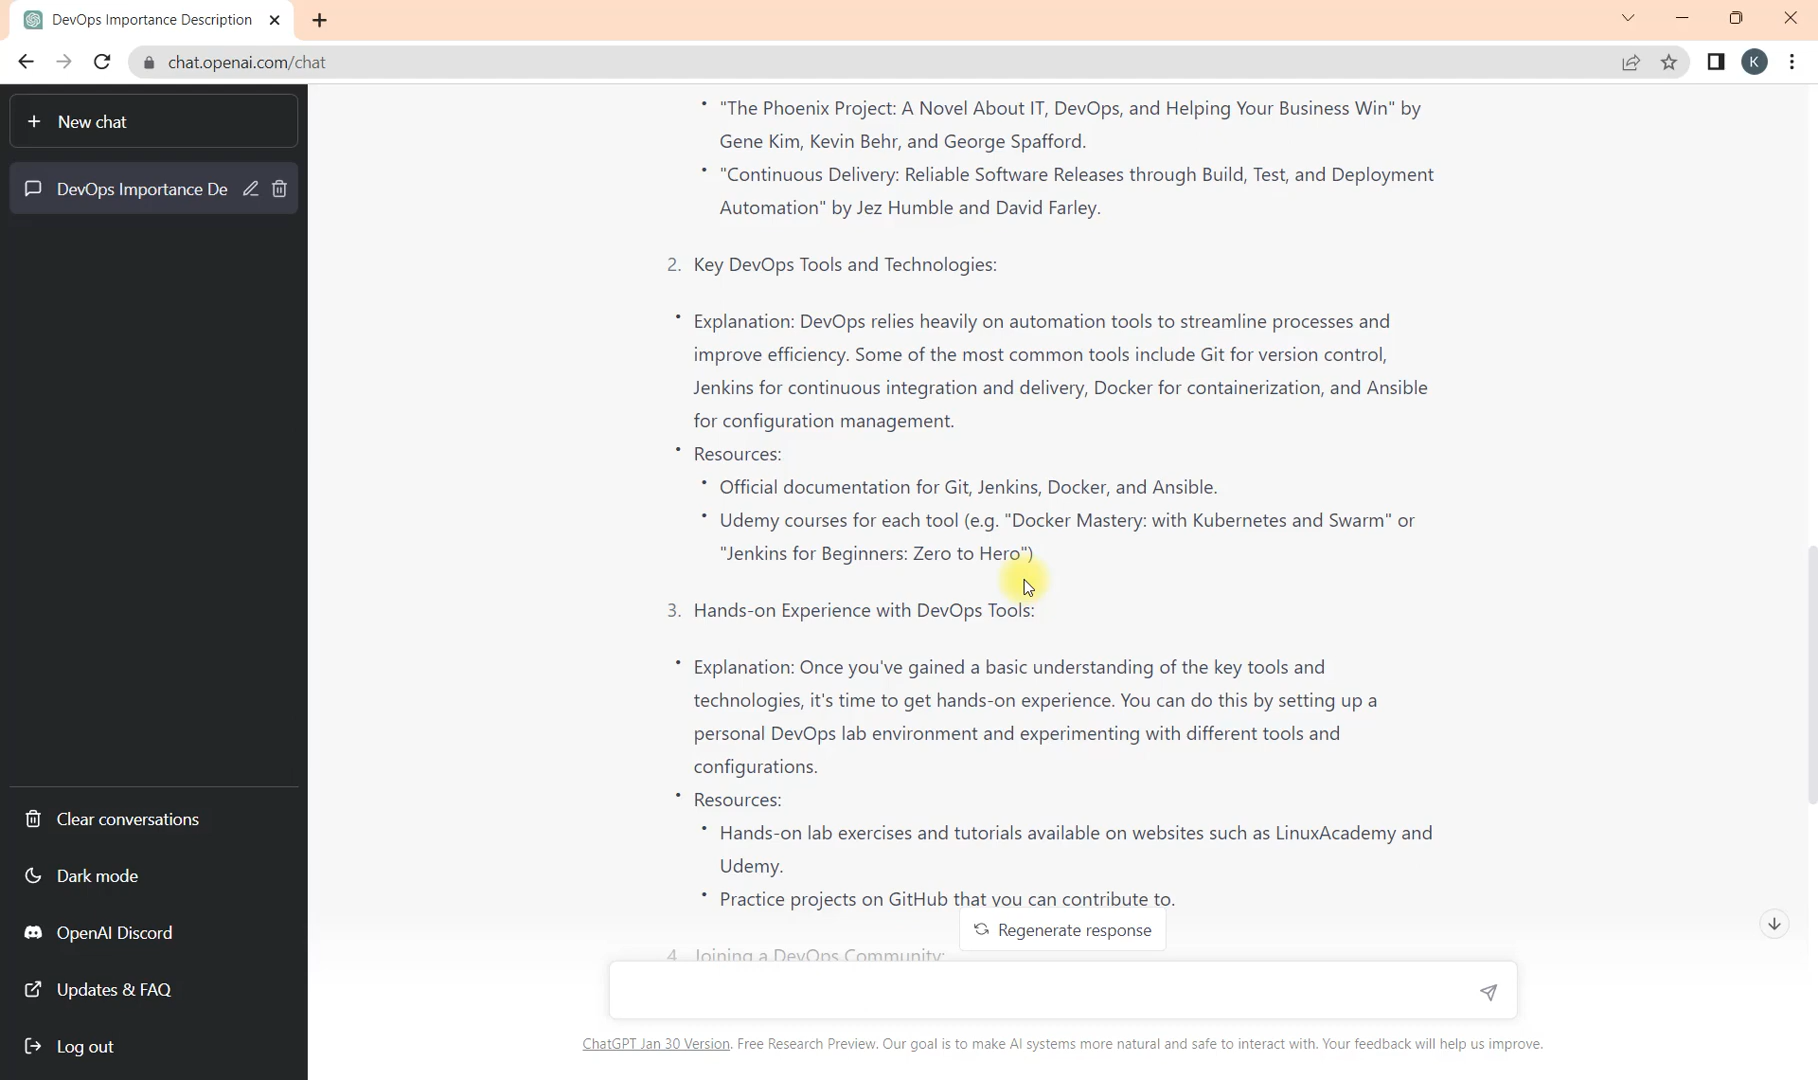 DevOps Importance Description
chat.openai.com/chat
K
New chat
DevOps Importance De
Clear conversations
Dark mode
OpenAI Discord
Updates & FAQ
Log out
• "The Phoenix Project: A Novel About IT, DevOps, and Helping Your Business Win" by
Gene Kim, Kevin Behr, and George Spafford.
• "Continuous Delivery: Reliable Software Releases through Build, Test, and Deployment
Automation" by Jez Humble and David Farley.
2. Key DevOps Tools and Technologies:
• Explanation: DevOps relies heavily on automation tools to streamline processes and
improve efficiency. Some of the most common tools include Git for version control,
Jenkins for continuous integration and delivery, Docker for containerization, and Ansible
for configuration management.
• Resources:
• Official documentation for Git, Jenkins, Docker, and Ansible.
• Udemy courses for each tool (e.g. "Docker Mastery: with Kubernetes and Swarm" or
"Jenkins for Beginners: Zero to Hero")
3. Hands-on Experience with DevOps Tools:
• Explanation: Once you've gained a basic understanding of the key tools and
technologies, it's time to get hands-on experience. You can do this by setting up a
personal DevOps lab environment and experimenting with different tools and
configurations.
• Resources:
• Hands-on lab exercises and tutorials available on websites such as LinuxAcademy and
Udemy.
• Practice projects on GitHub that you can contribute to.
Regenerate response
4. Joining a DevOps Community:
ChatGPT Jan 30 Version. Free Research Preview. Our goal is to make AI systems more natural and safe to interact with. Your feedback will help us improve.